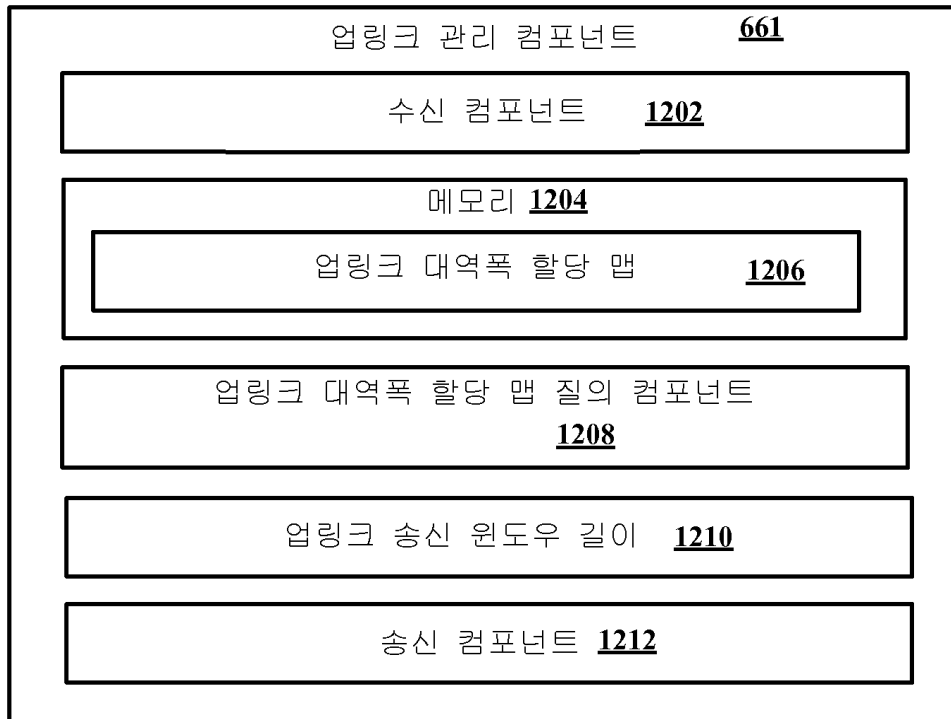 업링크 관리 컴포넌트 661
수신 컴포넌트 1202
메모리 1204
업링크 대역폭 할당 맵 1206
업링크 대역폭 할당 맵 질의 컴포넌트
1208
업링크 송신 윈도우 길이 1210
송신 컴포넌트 1212